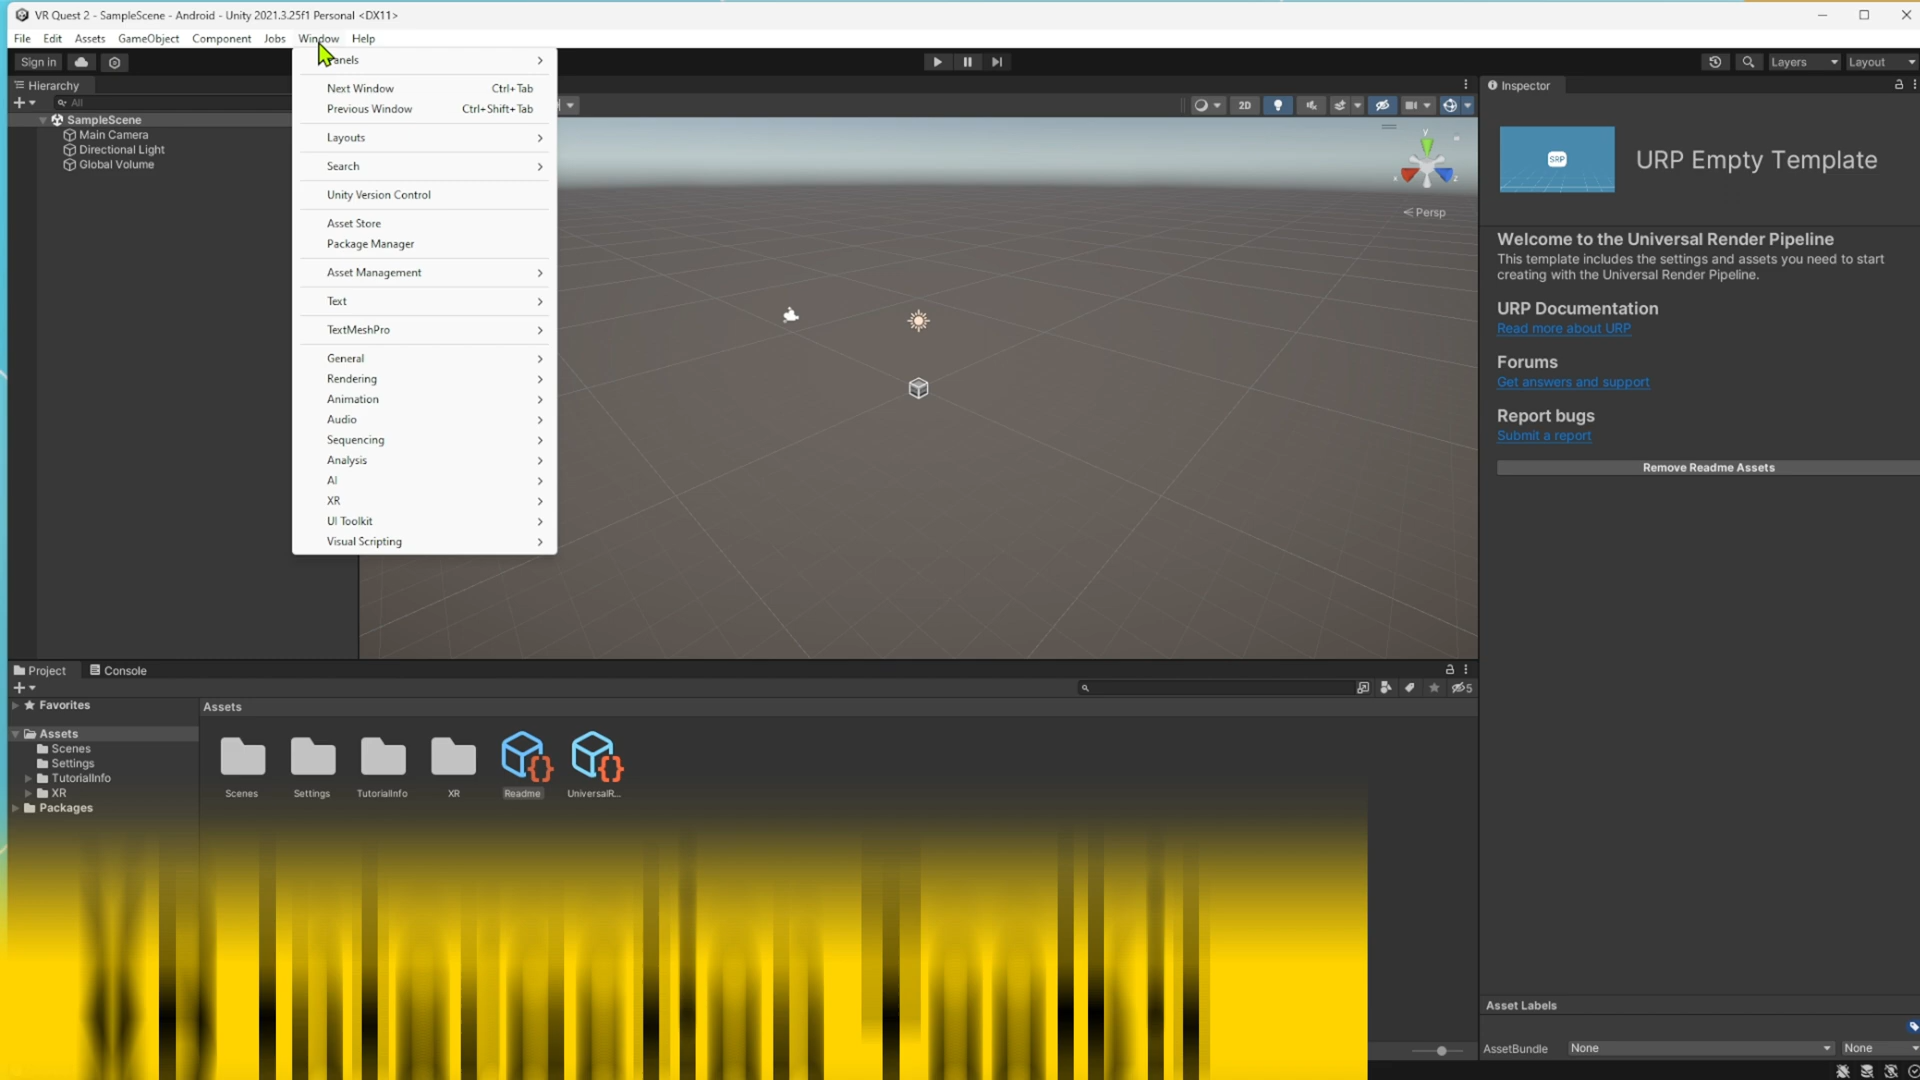 VR Quest 2 - SampleScene - Android - Unity 2021.3.25f1 Personal <DX11>
File Edit Assets GameObject Component Jobs Window Help
Sign in
Layers
Layout
Hierarchy
All
SampleScene
Main Camera
Directional Light
Global Volume
Next Window Ctrl+Tab
Previous Window Ctrl+Shift+Tab
Layouts
Search
Unity Version Control
Asset Store
Package Manager
Asset Management
Text
TextMeshPro
General
Rendering
Animation
Audio
Sequencing
Analysis
AI
XR
UI Toolkit
Visual Scripting
2D
y
x
z
Persp
Inspector
SRP
URP Empty Template
Welcome to the Universal Render Pipeline
This template includes the settings and assets you need to start
creating with the Universal Render Pipeline.
URP Documentation
Read more about URP
Forums
Get answers and support
Report bugs
Submit a report
Remove Readme Assets
Project
Console
5
Favorites
Assets
Scenes
Settings
TutorialInfo
XR
Packages
Assets
Scenes
Settings
TutorialInfo
XR
Readme
UniversalR...
Asset Labels
AssetBundle None None